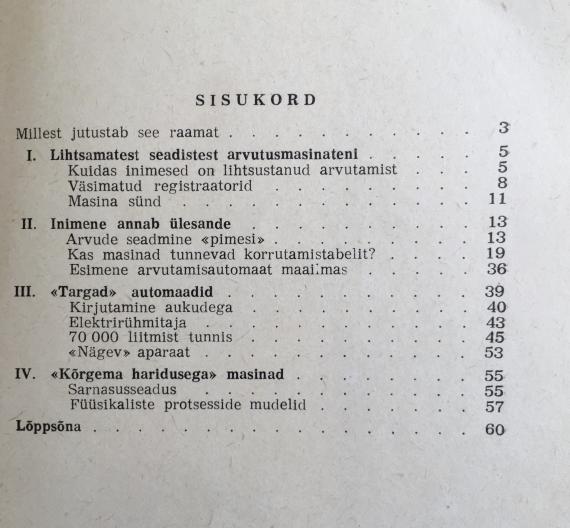 SISUKORD
Millest jutustab see raamat . . . . . . . . . . . 3
I. Lihtsamatest seadistest arvutusmasinateni . . . . . 5
Kuidas inimesed on lihtsustanud arvutamist . . . 5
Väsimatud registraatorid . . . . . . . . . . 8
Masina sünd . . . . . . . . . . . . 11
II. Inimene annab ülesande . . . . . . . . . . 13
Arvude seadmine «pimesi» . . . . . . . . . 13
Kas masinad tunnevad korrutamistabelit? . . . . 19
Esimene arvutamisautomaat maailmas . . . . . 36
III. «Targad» automaadid . . . . . . . . . . . 39
Kirjutamine aukudega . . . . . . . . . . 40
Elektrirühmitaja . . . . . . . . . . . 43
70 000 liitmist tunnis . . . . . . . . . . 45
«Nägev» aparaat . . . . . . . . . . . 53
IV. «Kõrgema haridusega» masinad . . . . . . . . 55
Sarnasusseadus . . . . . . . . . . . 55
Füüsikaliste protsesside mudelid . . . . . . . 57
Lõppsõna . . . . . . . . . . . . . . . . 60